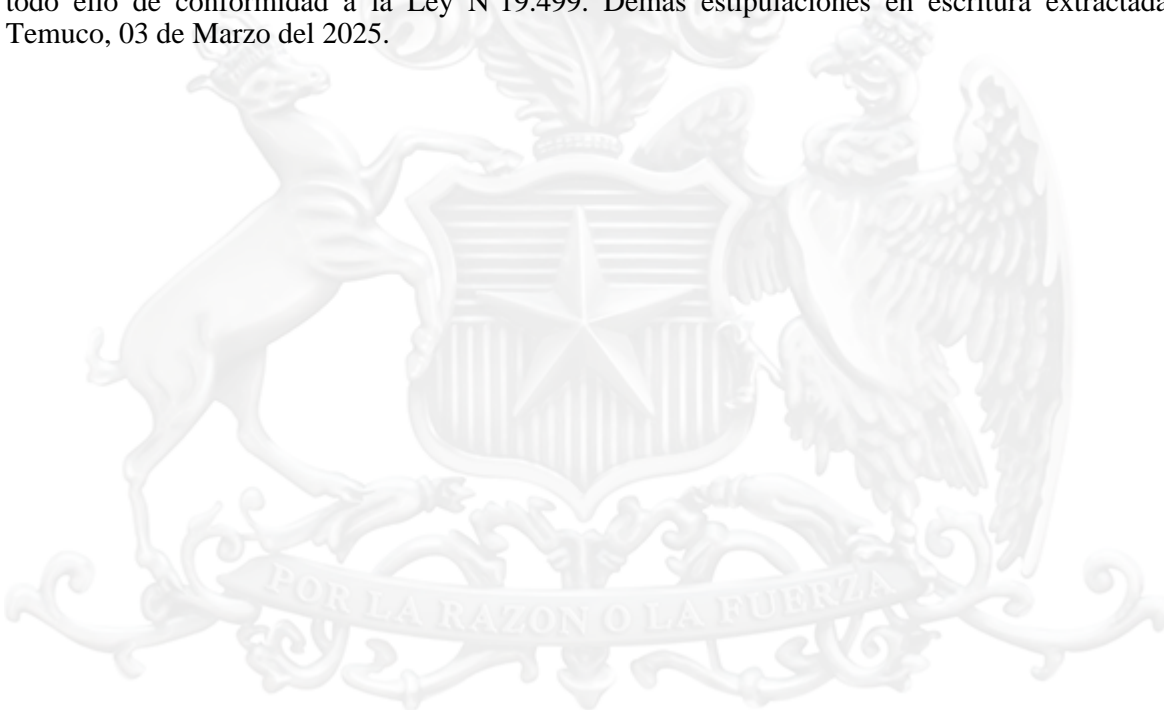 todo ello de conformidad a la Ley N°19.499. Demás estipulaciones en escritura extractada
Temuco, 03 de Marzo del 2025.
POR LA RAZON O LA FUERZA